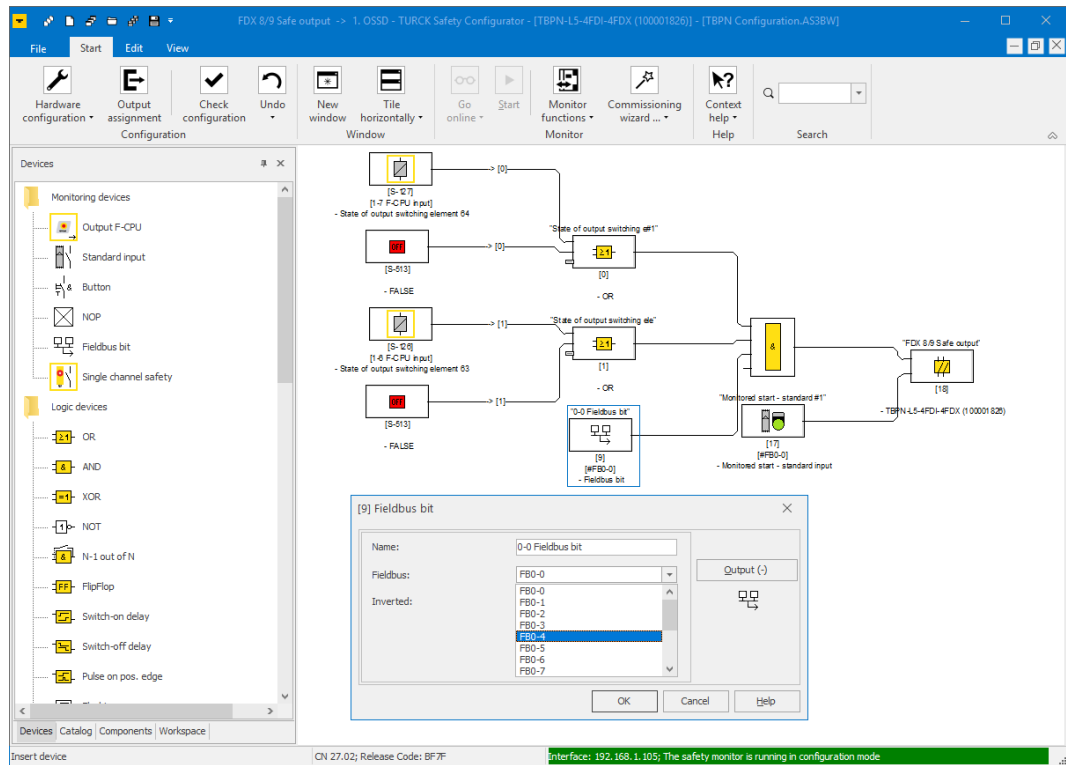 FDX 8/9 Safe output -> 1. OSSD - TURCK Safety Configurator - [TBPN-L5-4FDI-4FDX (100001826)] - [TBPN Configuration.AS3BW]
File Start Edit View
Hardware configuration
Output assignment
Check configuration
Undo
Configuration
New window
Tile horizontally
Window
Go online
Start
Monitor functions
Commissioning wizard ...
Monitor
Context help
Help
Search
Devices
Monitoring devices
Output F-CPU
Standard input
Button
NOP
Fieldbus bit
Single channel safety
Logic devices
OR
AND
XOR
NOT
N-1 out of N
FlipFlop
Switch-on delay
Switch-off delay
Pulse on pos. edge
Devices Catalog Components Workspace
-> [0]
[S-127]
[1-7 F-CPU input]
- State of output switching element 64
OFF
-> [0]
[S-513]
- FALSE
"State of output switching e#1"
≥1
[0]
- OR
-> [1]
[S-126]
[1-6 F-CPU input]
- State of output switching element 63
OFF
-> [1]
[S-513]
- FALSE
"State of output switching ele"
≥1
[1]
- OR
"0-0 Fieldbus bit"
[9]
[#FB0-0]
- Fieldbus bit
&
"Monitored start - standard #1"
[17]
[#FB0-0]
- Monitored start - standard input
"FDX 8/9 Safe output"
[18]
- TBPN-L5-4FDI-4FDX (100001826)
[9] Fieldbus bit
Name: 0-0 Fieldbus bit
Fieldbus: FB0-0
Inverted:
FB0-0
FB0-1
FB0-2
FB0-3
FB0-4
FB0-5
FB0-6
FB0-7
Output (-)
OK Cancel Help
Insert device
CN 27.02; Release Code: BF7F
Interface: 192.168.1.105; The safety monitor is running in configuration mode